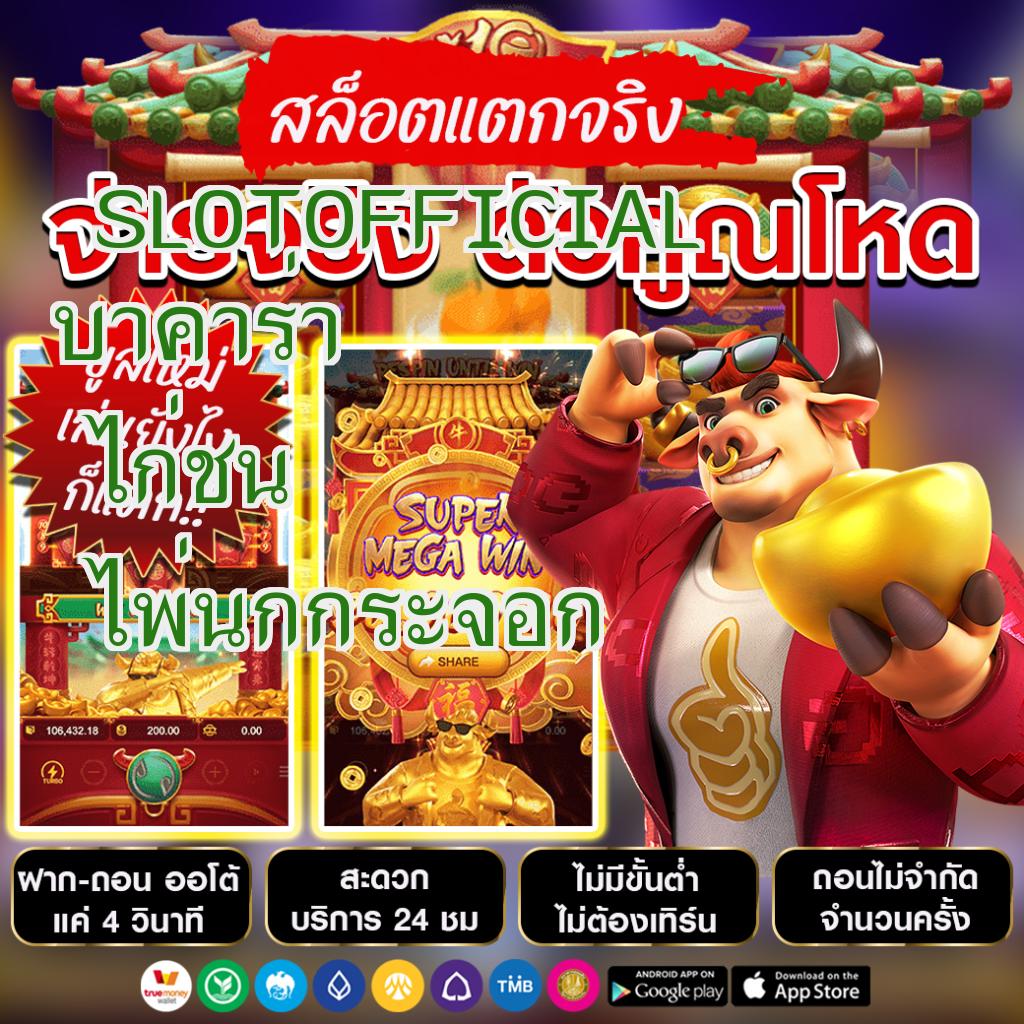 สล็อตแตกจริง
SLOTOFFICIAL
บาคาร่า
ไก่ชน
ไพ่นกกระจอก
SUPER
MEGA WIN
SHARE
106,432.18
200.00
0.00
TURBO
ฝาก-ถอน ออโต้
แค่ 4 วินาที
สะดวก
บริการ 24 ชม
ไม่มีขั้นต่ำ
ไม่ต้องเทิร์น
ถอนไม่จำกัด
จำนวนครั้ง
truemoney
wallet
TMB
ANDROID APP ON
Google play
Download on the
App Store